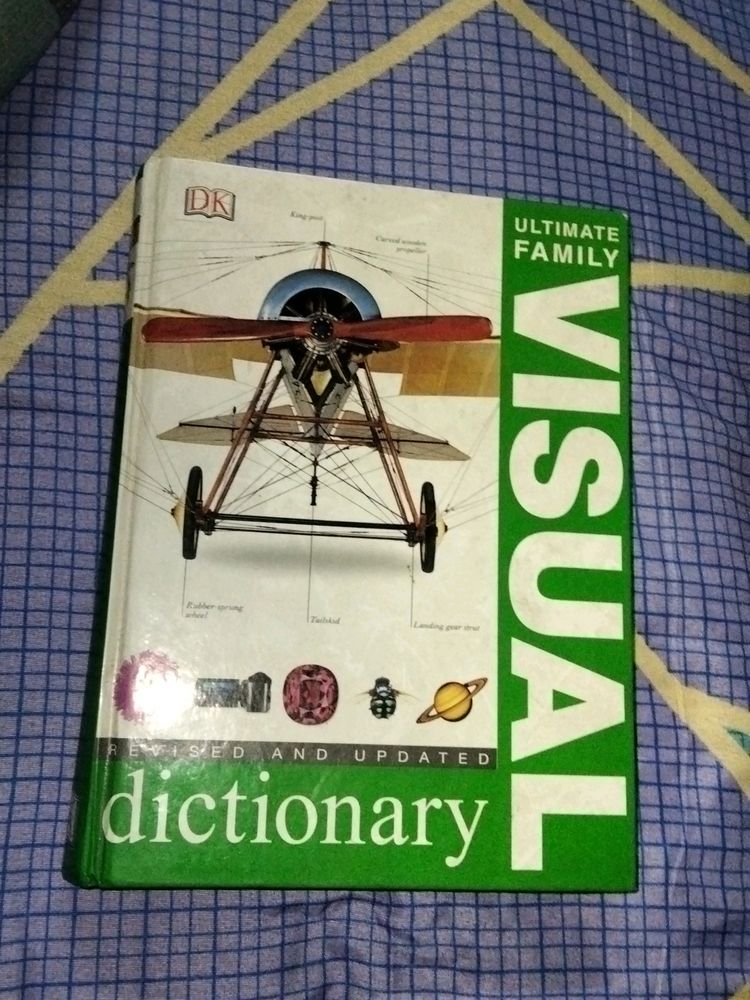 DK
King-post
Curved wooden
propeller
ULTIMATE
FAMILY
VISUAL
Rubber-sprung
wheel
Tailskid
Landing gear strut
REVISED AND UPDATED
dictionary